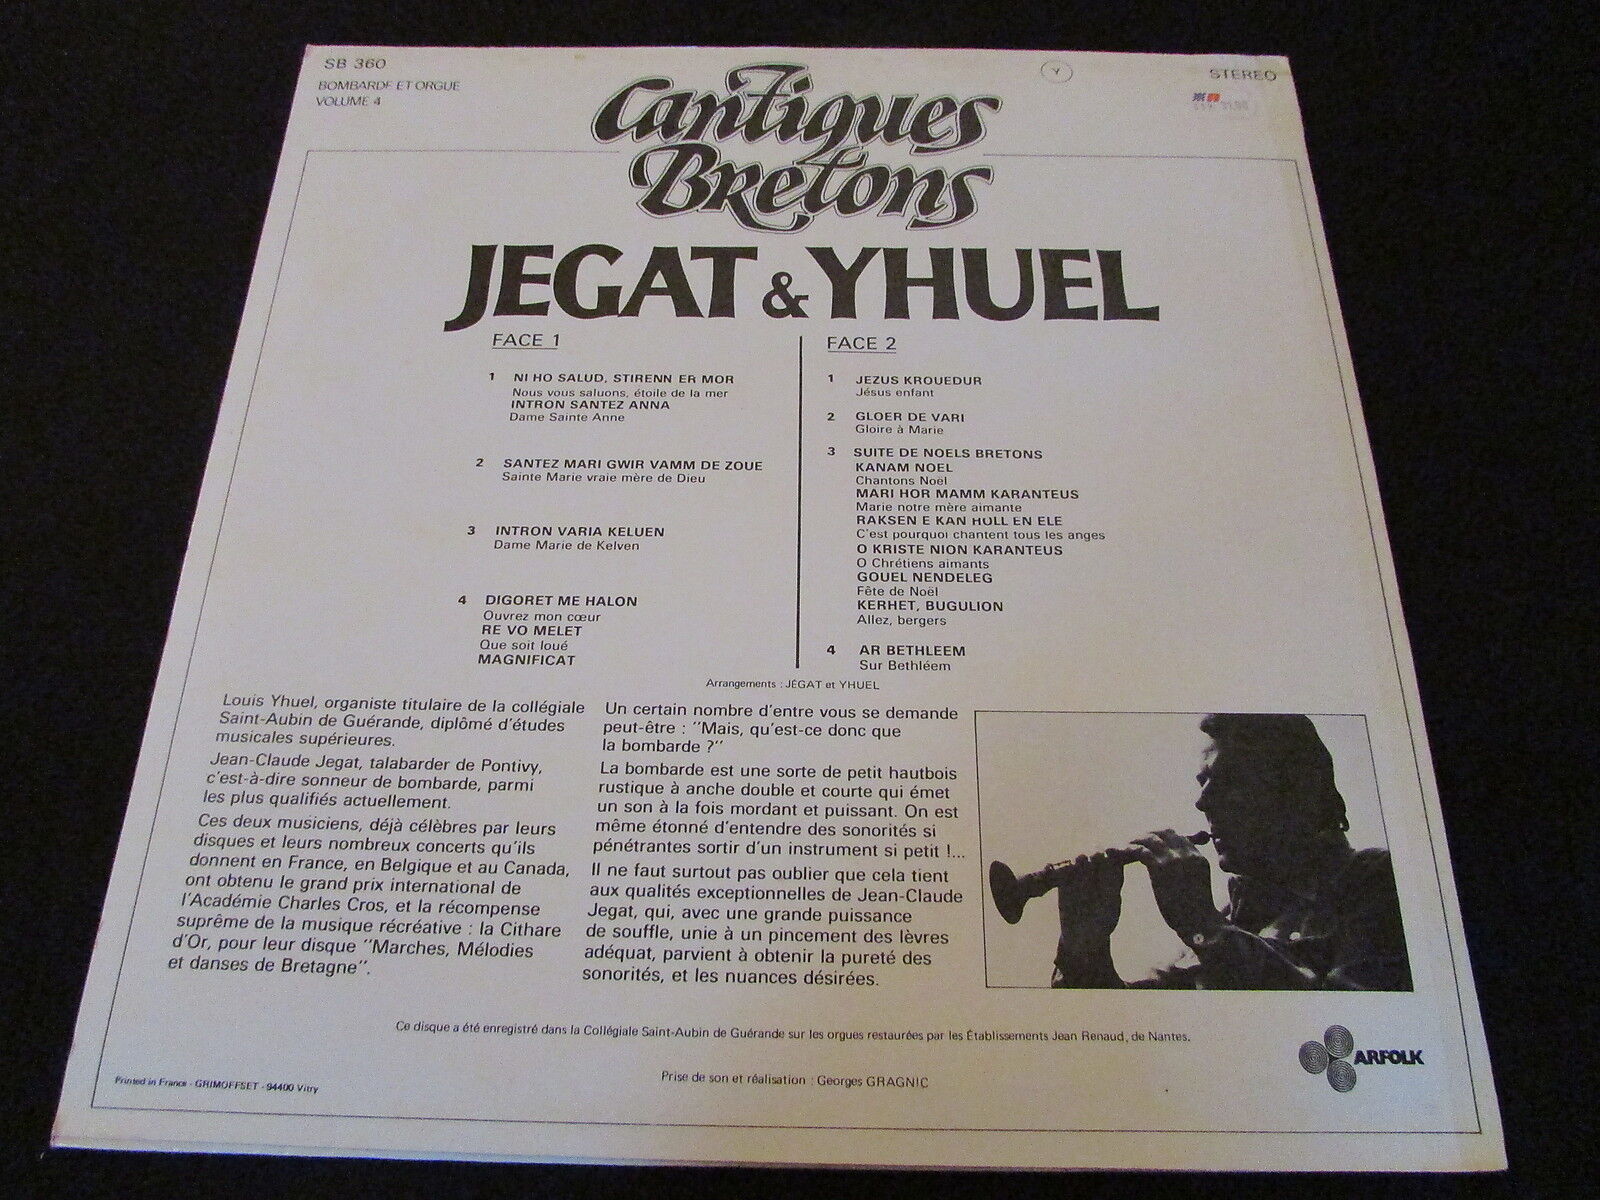 SB 360
BOMBARDE ET ORGUE
VOLUME 4
Y
STEREO
Cantiques
Bretons
JEGAT & YHUEL
FACE 1
1 NI HO SALUD, STIRENN ER MOR
Nous vous saluons, étoile de la mer
INTRON SANTEZ ANNA
Dame Sainte Anne
2 SANTEZ MARI GWIR VAMM DE ZOUE
Sainte Marie vraie mère de Dieu
3 INTRON VARIA KELUEN
Dame Marie de Kelven
4 DIGORET ME HALON
Ouvrez mon cœur
RE VO MELET
Que soit loué
MAGNIFICAT
FACE 2
1 JEZUS KROUEDUR
Jésus enfant
2 GLOER DE VARI
Gloire à Marie
3 SUITE DE NOELS BRETONS
KANAM NOEL
Chantons Noël
MARI HOR MAMM KARANTEUS
Marie notre mère aimante
RAKSEN E KAN HOLL EN ELE
C'est pourquoi chantent tous les anges
O KRISTE NION KARANTEUS
O Chrétiens aimants
GOUEL NENDELEG
Fête de Noël
KERHET, BUGULION
Allez, bergers
4 AR BETHLEEM
Sur Bethléem
Arrangements : JÉGAT et YHUEL
Louis Yhuel, organiste titulaire de la collégiale
Saint-Aubin de Guérande, diplômé d'études
musicales supérieures.
Jean-Claude Jegat, talabarder de Pontivy,
c'est-à-dire sonneur de bombarde, parmi
les plus qualifiés actuellement.
Ces deux musiciens, déjà célèbres par leurs
disques et leurs nombreux concerts qu'ils
donnent en France, en Belgique et au Canada,
ont obtenu le grand prix international de
l'Académie Charles Cros, et la récompense
suprême de la musique récréative : la Cithare
d'Or, pour leur disque "Marches, Mélodies
et danses de Bretagne".
Un certain nombre d'entre vous se demande
peut-être : "Mais, qu'est-ce donc que
la bombarde ?"
La bombarde est une sorte de petit hautbois
rustique à anche double et courte qui émet
un son à la fois mordant et puissant. On est
même étonné d'entendre des sonorités si
pénétrantes sortir d'un instrument si petit !...
Il ne faut surtout pas oublier que cela tient
aux qualités exceptionnelles de Jean-Claude
Jegat, qui, avec une grande puissance
de souffle, unie à un pincement des lèvres
adéquat, parvient à obtenir la pureté des
sonorités, et les nuances désirées.
Ce disque a été enregistré dans la Collégiale Saint-Aubin de Guérande sur les orgues restaurées par les Établissements Jean Renaud, de Nantes.
ARFOLK
Printed in France - GRIMOFFSET - 94400 Vitry
Prise de son et réalisation : Georges GRAGNIC